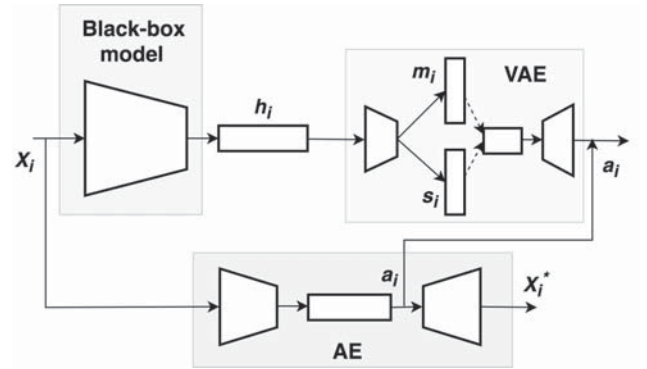 Black-box
model
m_i
VAE
h_i
X_i
s_i
a_i
a_i
X_i^*
AE